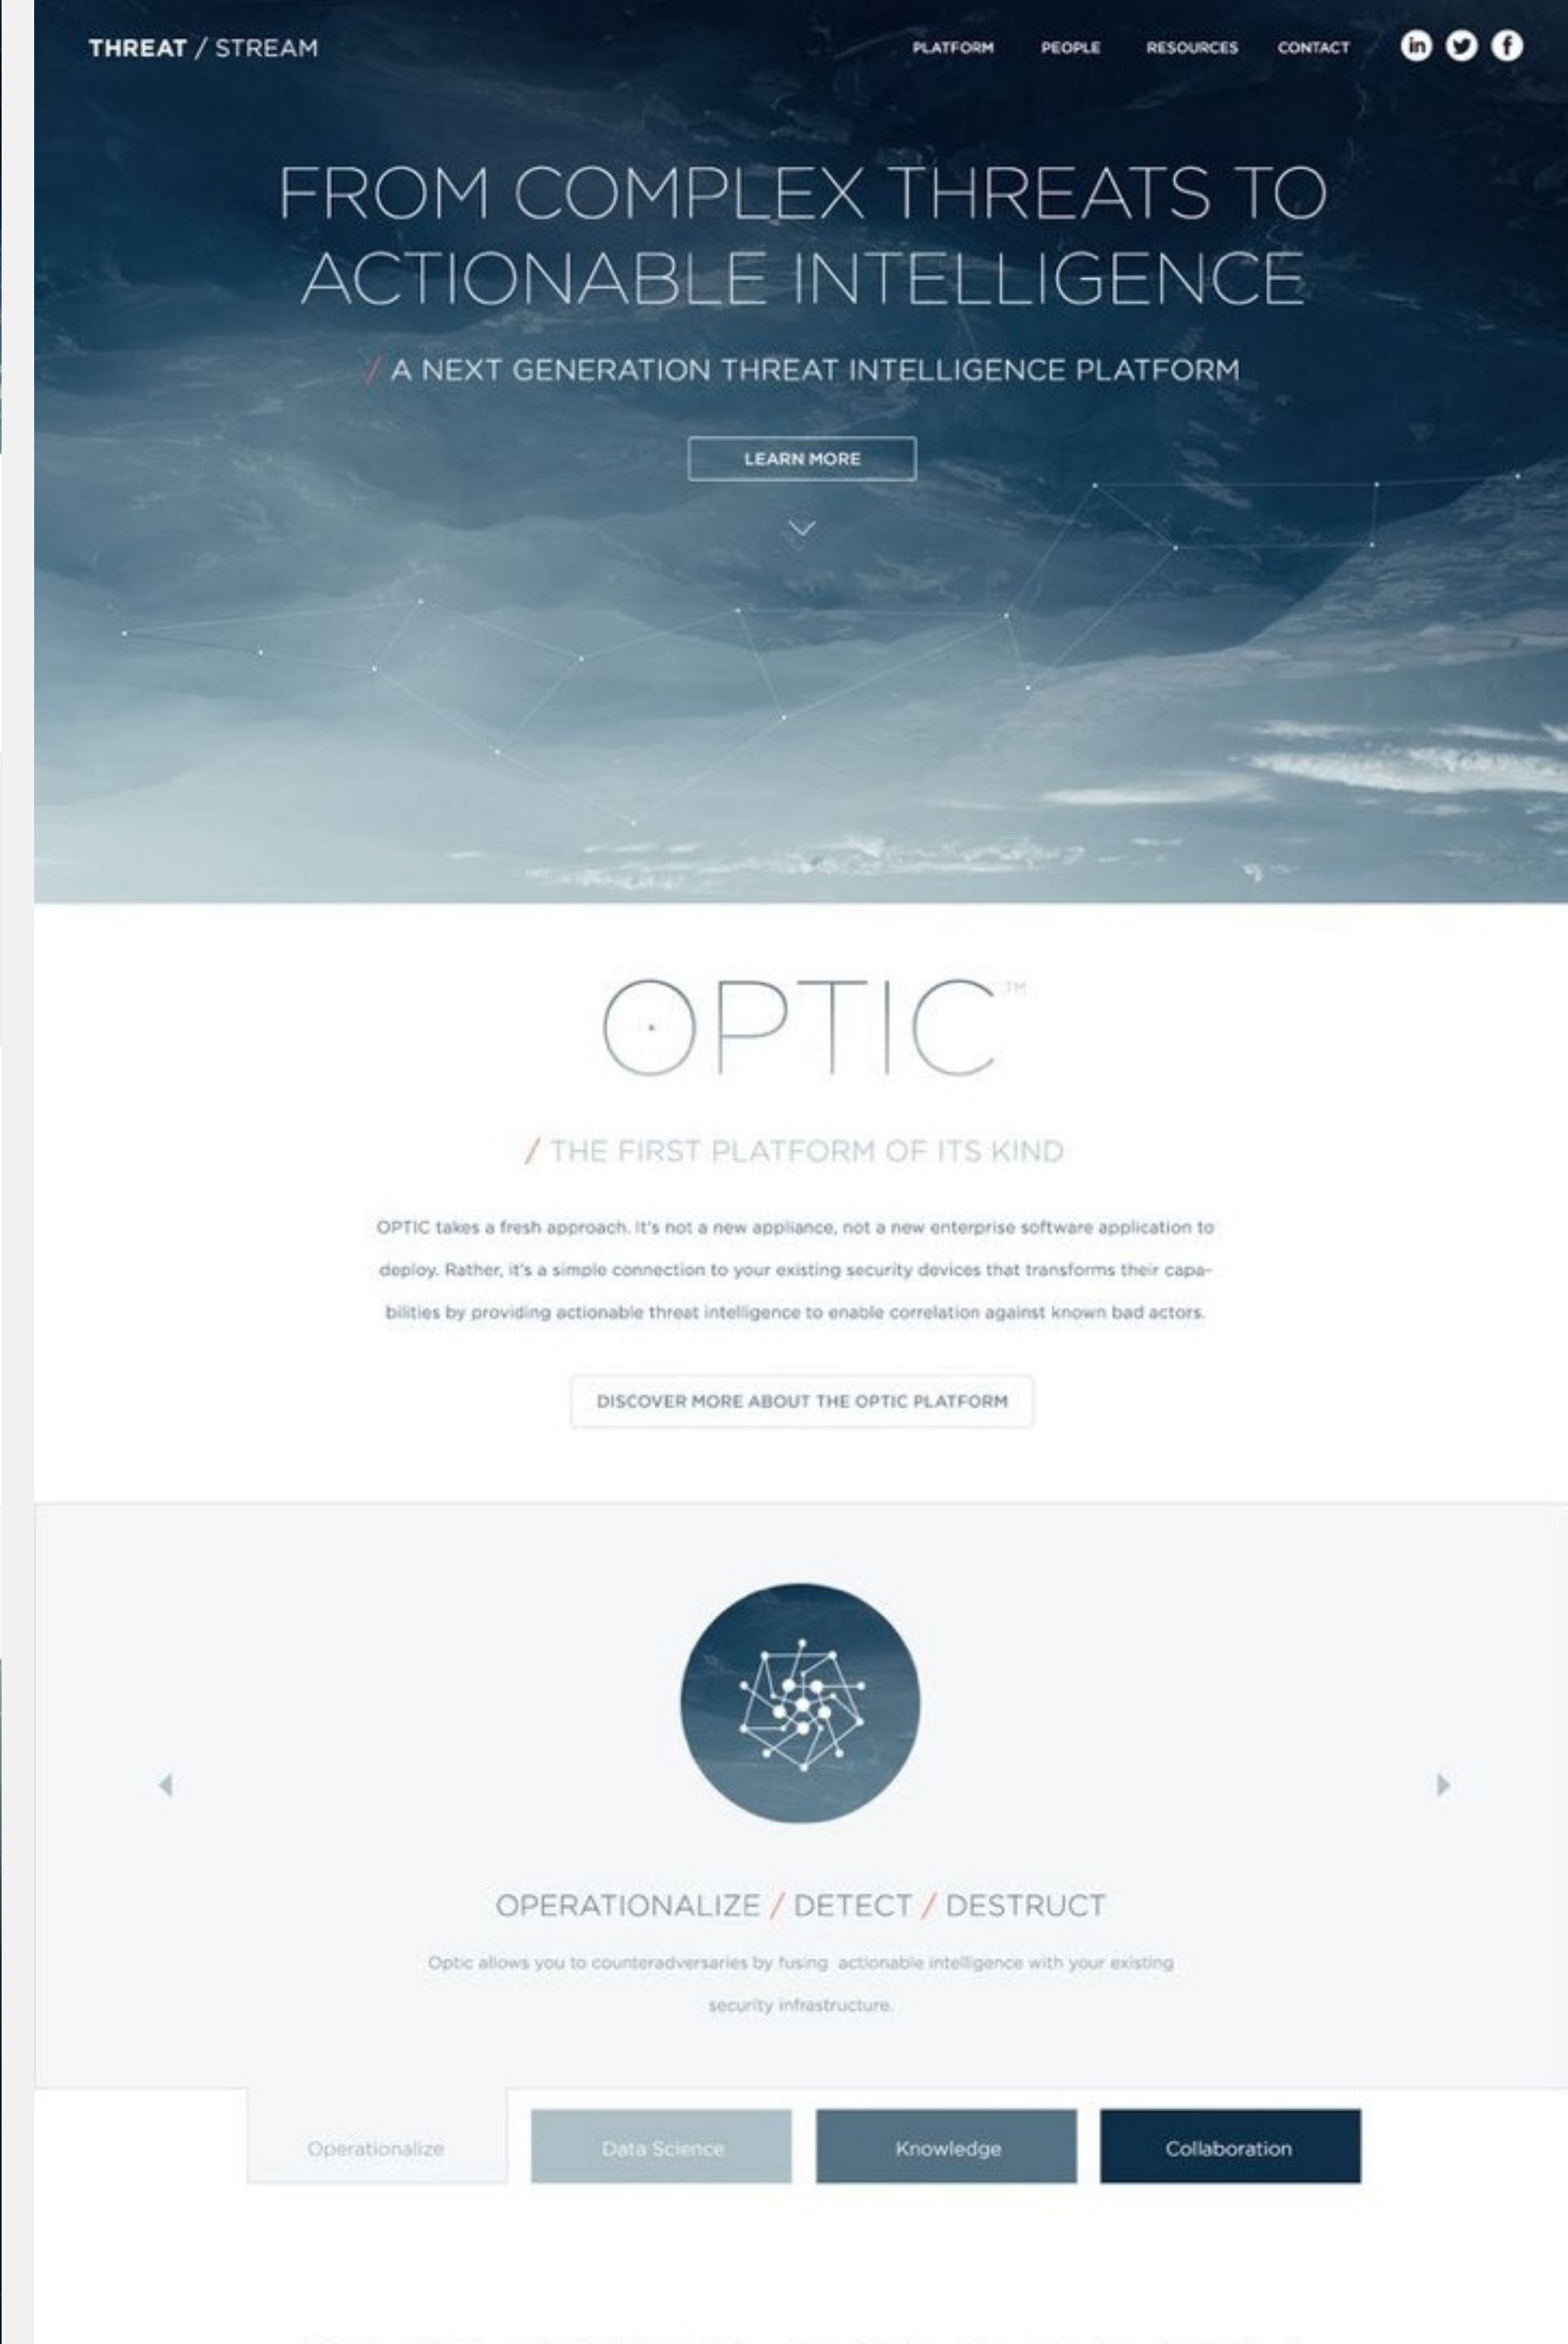 THREAT / STREAM
PLATFORM PEOPLE RESOURCES CONTACT in f
FROM COMPLEX THREATS TO
ACTIONABLE INTELLIGENCE
/ A NEXT GENERATION THREAT INTELLIGENCE PLATFORM
LEARN MORE
OPTIC™
/ THE FIRST PLATFORM OF ITS KIND
OPTIC takes a fresh approach. It's not a new appliance, not a new enterprise software application to
deploy. Rather, it's a simple connection to your existing security devices that transforms their capa-
bilities by providing actionable threat intelligence to enable correlation against known bad actors.
DISCOVER MORE ABOUT THE OPTIC PLATFORM
OPERATIONALIZE / DETECT / DESTRUCT
Optic allows you to counteradversaries by fusing actionable intelligence with your existing
security infrastructure.
Operationalize Data Science Knowledge Collaboration